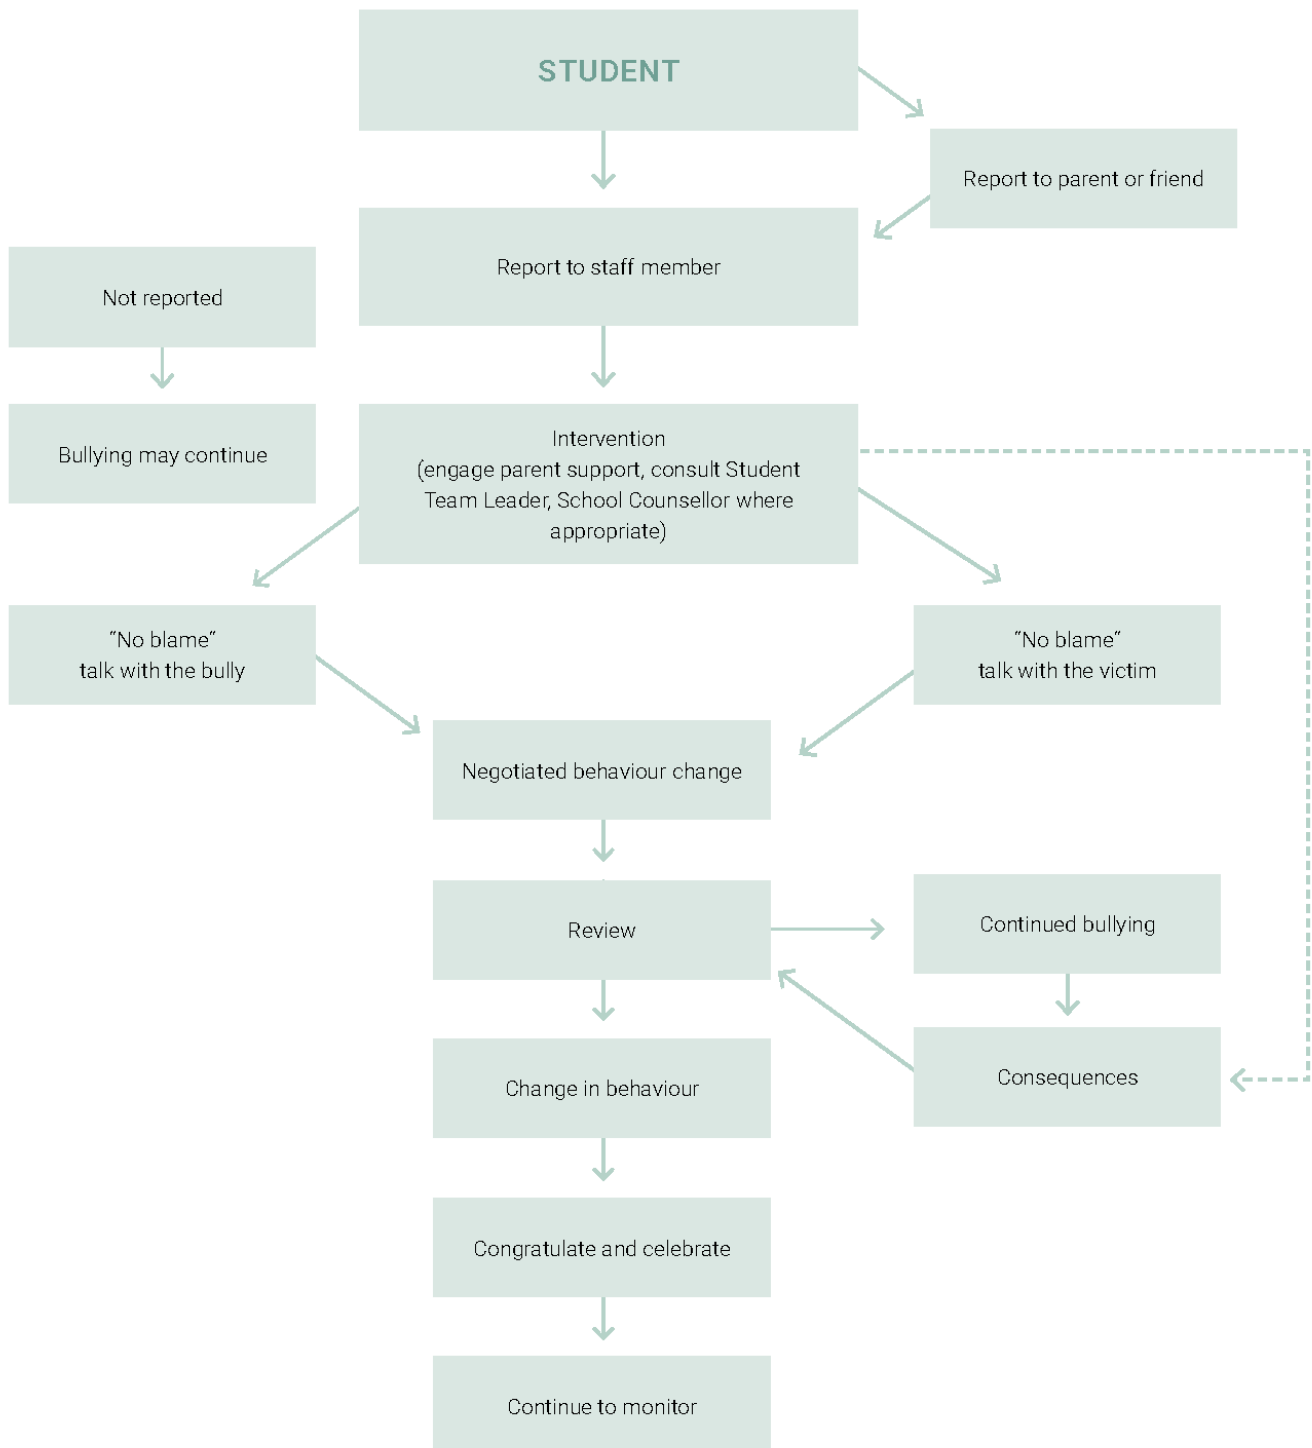 STUDENT
Report to parent or friend
Report to staff member
Not reported
Bullying may continue
Intervention
(engage parent support, consult Student
Team Leader, School Counsellor where
appropriate)
“No blame“
talk with the bully
“No blame“
talk with the victim
Negotiated behaviour change
Review
Continued bullying
Consequences
Change in behaviour
Congratulate and celebrate
Continue to monitor